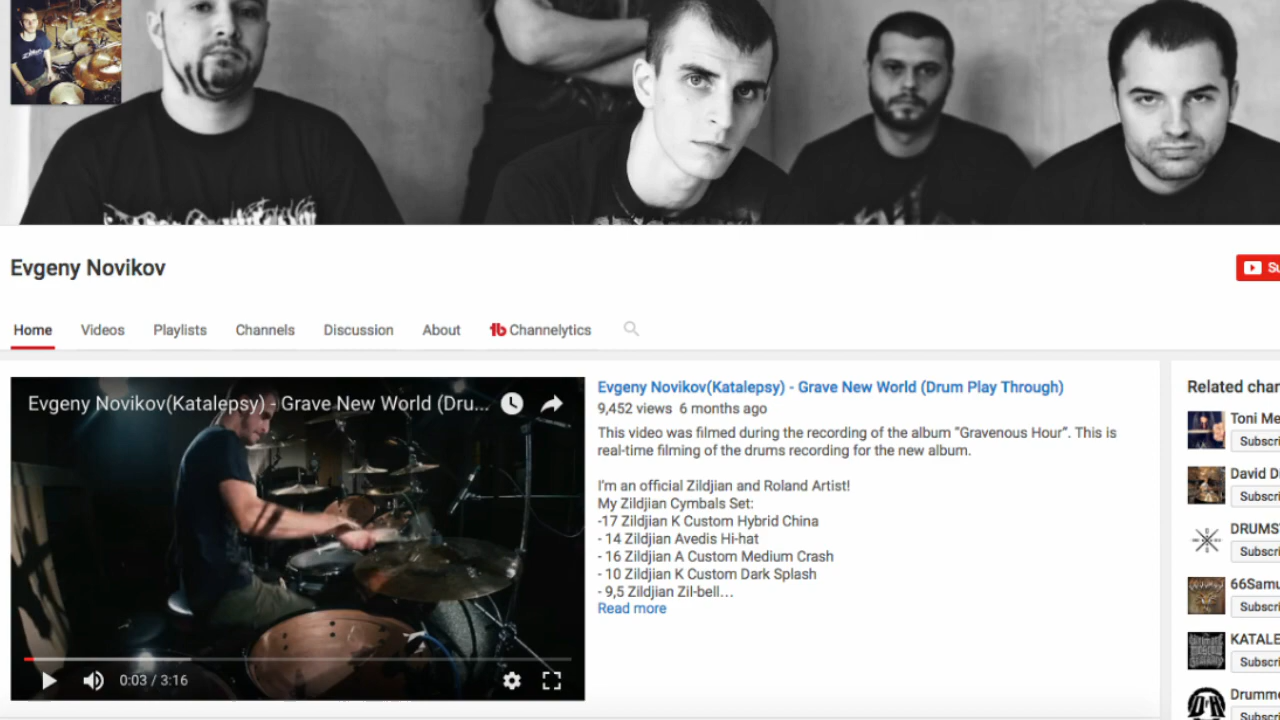 Evgeny Novikov
Home Videos Playlists Channels Discussion About Channelytics
Evgeny Novikov(Katalepsy) - Grave New World (Dru...
0:03 / 3:16
Evgeny Novikov(Katalepsy) - Grave New World (Drum Play Through)
9,452 views 6 months ago
This video was filmed during the recording of the album "Gravenous Hour". This is
real-time filming of the drums recording for the new album.
I'm an official Zildjian and Roland Artist!
My Zildjian Cymbals Set:
-17 Zildjian K Custom Hybrid China
- 14 Zildjian Avedis Hi-hat
- 16 Zildjian A Custom Medium Crash
- 10 Zildjian K Custom Dark Splash
- 9,5 Zildjian Zil-bell...
Read more
Su
Related chan
Toni Me
Subscri
David D
Subscri
DRUMS
Subscri
66Samu
Subscri
KATALE
Subscri
Drumme
Subscri